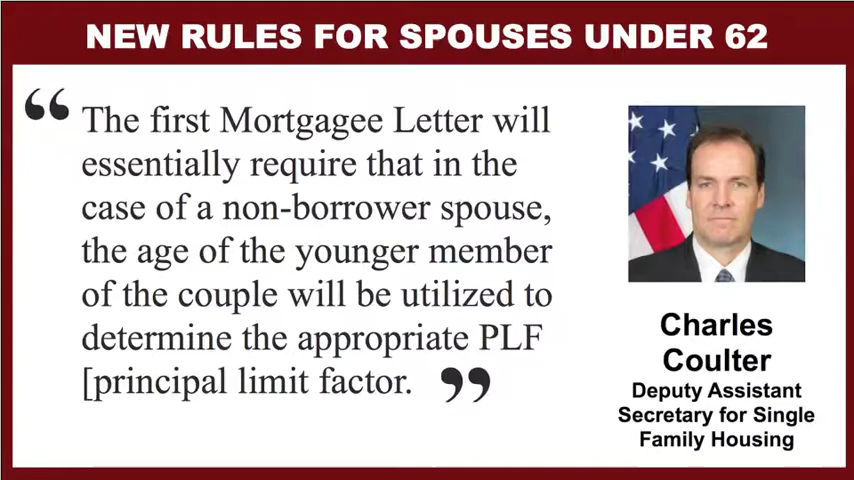 NEW RULES FOR SPOUSES UNDER 62
“ The first Mortgagee Letter will
essentially require that in the
case of a non-borrower spouse,
the age of the younger member
of the couple will be utilized to
determine the appropriate PLF
[principal limit factor. ”
Charles
Coulter
Deputy Assistant
Secretary for Single
Family Housing